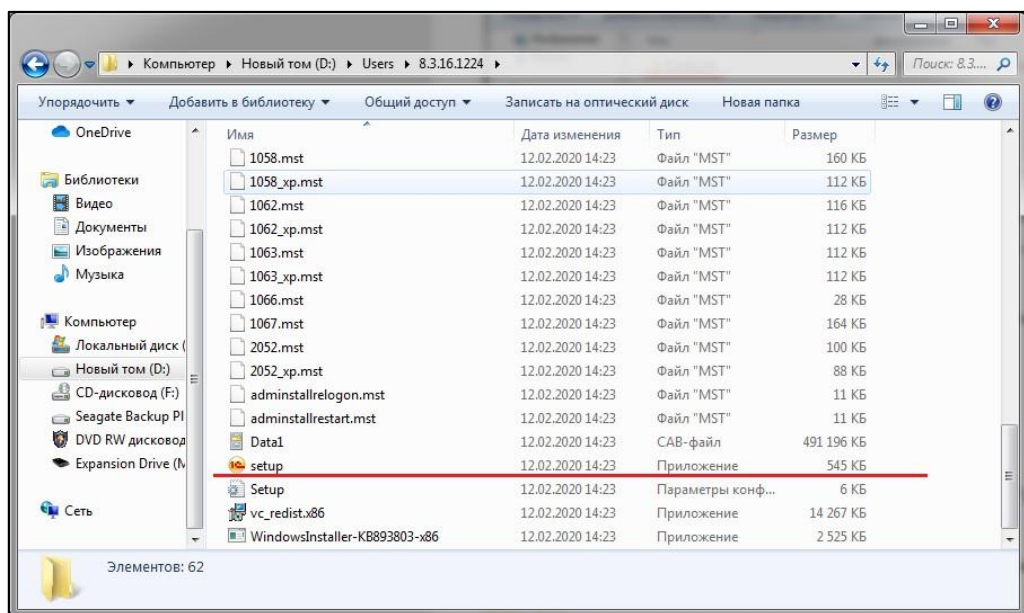 Компьютер ▸ Новый том (D:) ▸ Users ▸ 8.3.16.1224 ▸
Поиск: 8.3....
Упорядочить ▾ Добавить в библиотеку ▾ Общий доступ ▾ Записать на оптический диск Новая папка
OneDrive
Библиотеки
Видео
Документы
Изображения
Музыка
Компьютер
Локальный диск (
Новый том (D:)
CD-дисковод (F:)
Seagate Backup Pl
DVD RW дисковод
Expansion Drive (M
Сеть
Имя Дата изменения Тип Размер
1058.mst 12.02.2020 14:23 Файл "MST" 160 КБ
1058_xp.mst 12.02.2020 14:23 Файл "MST" 112 КБ
1062.mst 12.02.2020 14:23 Файл "MST" 116 КБ
1062_xp.mst 12.02.2020 14:23 Файл "MST" 112 КБ
1063.mst 12.02.2020 14:23 Файл "MST" 112 КБ
1063_xp.mst 12.02.2020 14:23 Файл "MST" 112 КБ
1066.mst 12.02.2020 14:23 Файл "MST" 28 КБ
1067.mst 12.02.2020 14:23 Файл "MST" 164 КБ
2052.mst 12.02.2020 14:23 Файл "MST" 100 КБ
2052_xp.mst 12.02.2020 14:23 Файл "MST" 88 КБ
adminstallrelogon.mst 12.02.2020 14:23 Файл "MST" 11 КБ
adminstallrestart.mst 12.02.2020 14:23 Файл "MST" 11 КБ
Data1 12.02.2020 14:23 CAB-файл 491 196 КБ
setup 12.02.2020 14:23 Приложение 545 КБ
Setup 12.02.2020 14:23 Параметры конф... 6 КБ
vc_redist.x86 12.02.2020 14:23 Приложение 14 267 КБ
WindowsInstaller-KB893803-x86 12.02.2020 14:23 Приложение 2 525 КБ
Элементов: 62